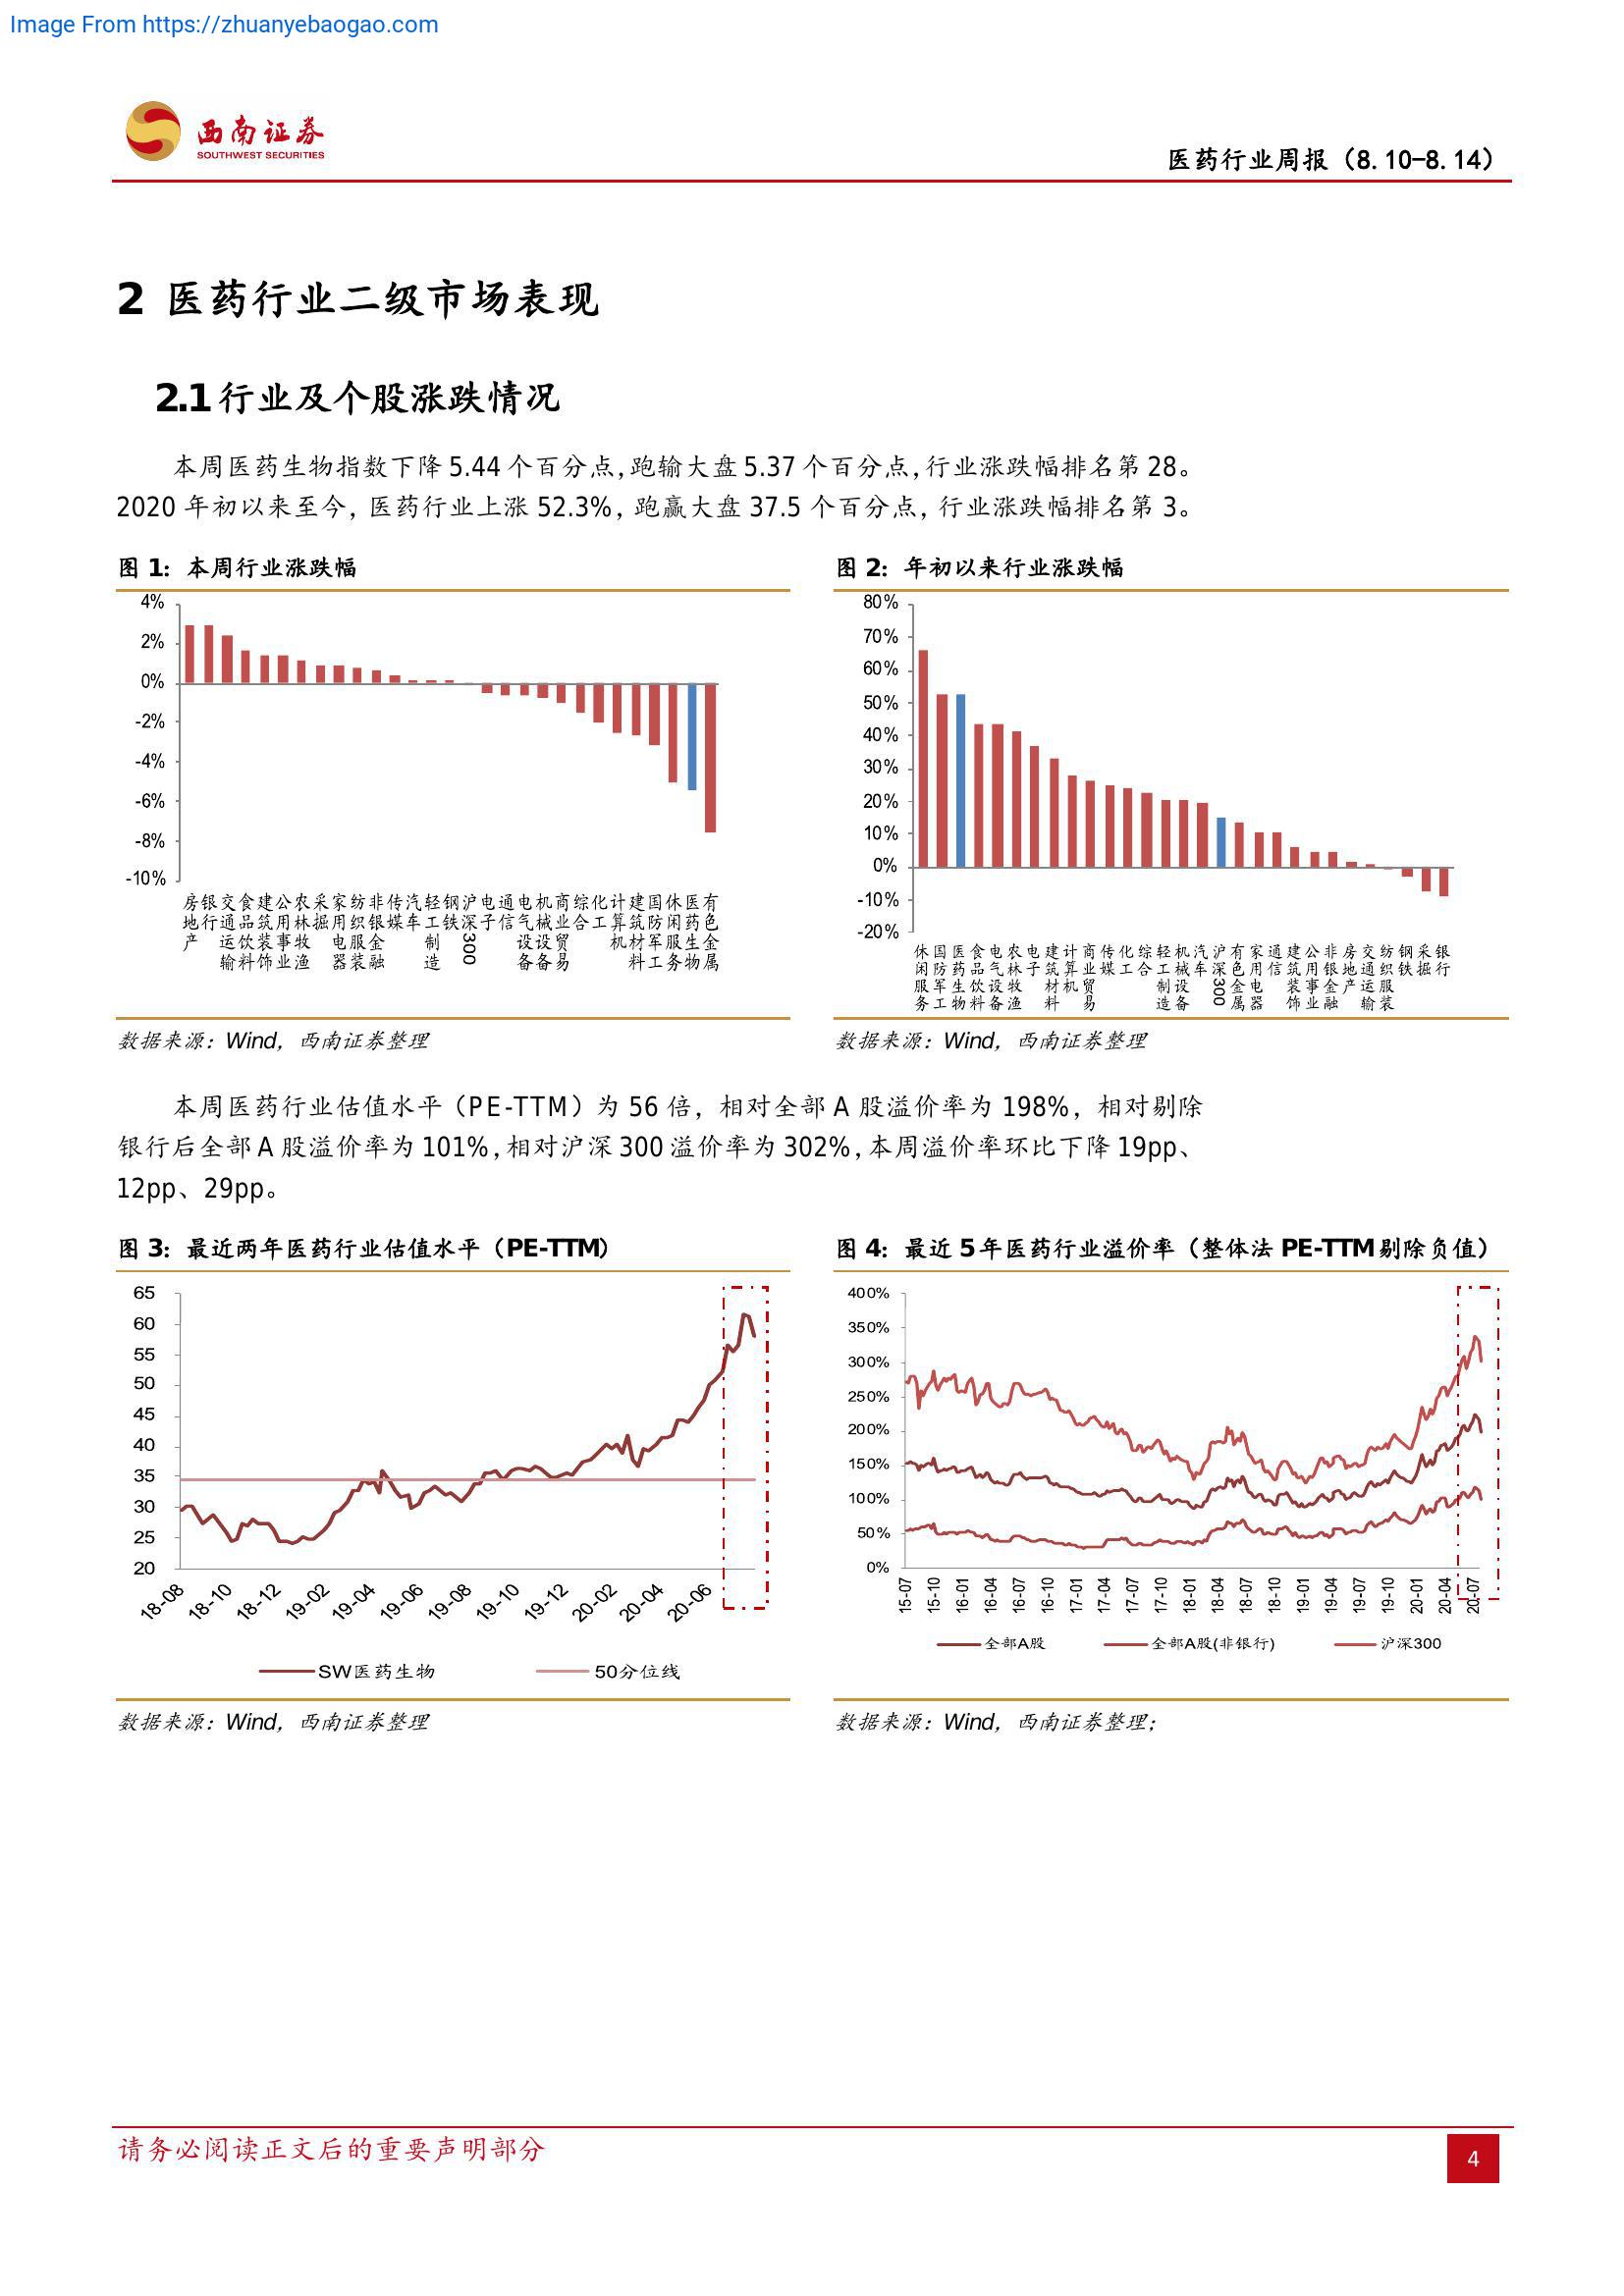 Image From https://zhuanyebaogao.com
西南证券
SOUTHWEST SECURITIES
医药行业周报（8.10-8.14）
2 医药行业二级市场表现
2.1 行业及个股涨跌情况
本周医药生物指数下降 5.44 个百分点，跑输大盘 5.37 个百分点，行业涨跌幅排名第 28。
2020 年初以来至今，医药行业上涨 52.3%，跑赢大盘 37.5 个百分点，行业涨跌幅排名第 3。
图 1：本周行业涨跌幅
4%
2%
0%
-2%
-4%
-6%
-8%
-10%
房地产
银行
交通运输
食品饮料
建筑装饰
公用事业
农林牧渔
采掘
家用电器
纺织服装
非银金融
传媒
汽车
轻工制造
钢铁
沪深300
电子
通信
电气设备
机械设备
商业贸易
综合
化工
计算机
建筑材料
国防军工
休闲服务
医药生物
有色金属
数据来源：Wind，西南证券整理
图 2：年初以来行业涨跌幅
80%
70%
60%
50%
40%
30%
20%
10%
0%
-10%
-20%
休闲服务
国防军工
医药生物
食品饮料
电气设备
农林牧渔
电子
建筑材料
计算机
商业贸易
传媒
化工
综合
轻工制造
机械设备
汽车
沪深300
有色金属
家用电器
通信
建筑装饰
公用事业
非银金融
房地产
交通运输
纺织服装
钢铁
采掘
银行
数据来源：Wind，西南证券整理
本周医药行业估值水平（PE-TTM）为 56 倍，相对全部 A 股溢价率为 198%，相对剔除
银行后全部 A 股溢价率为 101%，相对沪深 300 溢价率为 302%，本周溢价率环比下降 19pp、
12pp、29pp。
图 3：最近两年医药行业估值水平（PE-TTM）
65
60
55
50
45
40
35
30
25
20
18-08
18-10
18-12
19-02
19-04
19-06
19-08
19-10
19-12
20-02
20-04
20-06
SW医药生物
50分位线
数据来源：Wind，西南证券整理
图 4：最近 5 年医药行业溢价率（整体法 PE-TTM 剔除负值）
400%
350%
300%
250%
200%
150%
100%
50%
0%
15-07
15-10
16-01
16-04
16-07
16-10
17-01
17-04
17-07
17-10
18-01
18-04
18-07
18-10
19-01
19-04
19-07
19-10
20-01
20-04
20-07
全部A股
全部A股(非银行)
沪深300
数据来源：Wind，西南证券整理；
请务必阅读正文后的重要声明部分
4